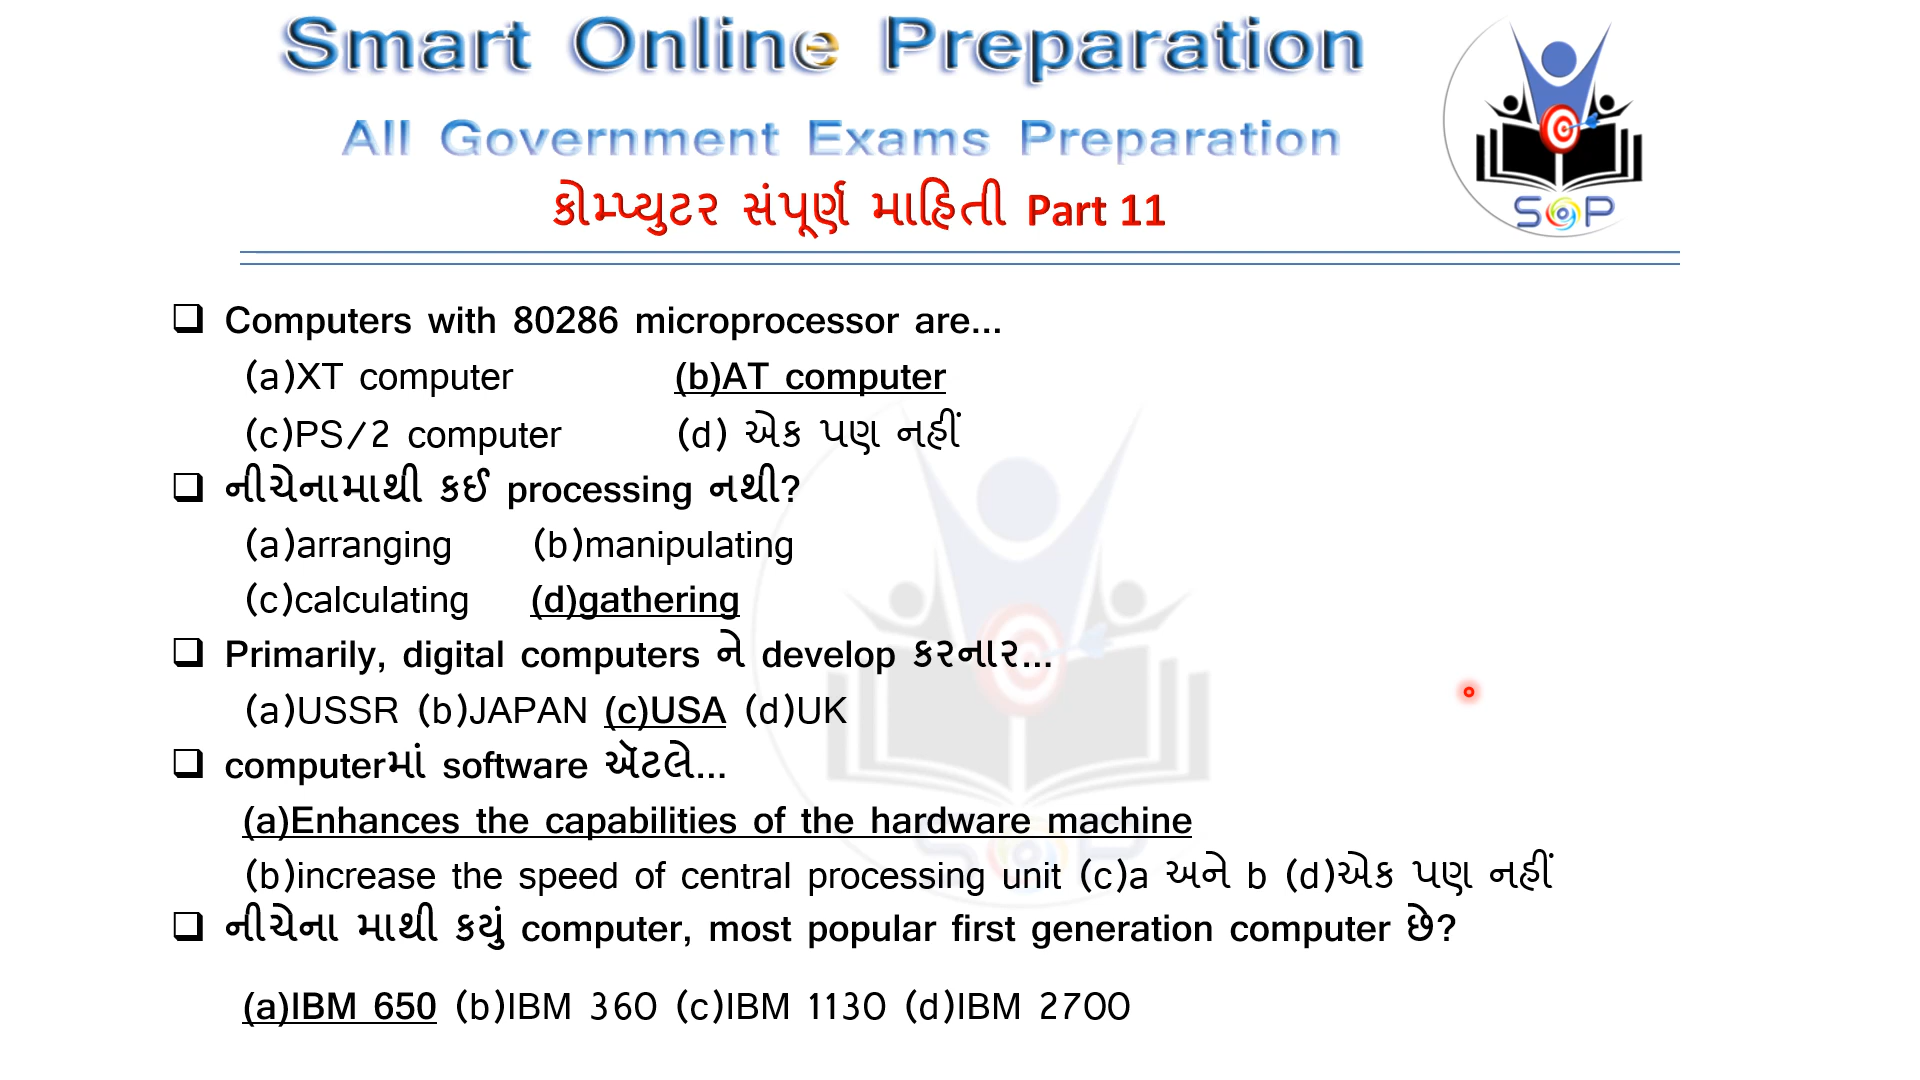 Smart Online Preparation
All Government Exams Preparation
કોમ્પ્યુટર સંપૂર્ણ માહિતી Part 11
SOP
Computers with 80286 microprocessor are...
(a)XT computer (b)AT computer
(c)PS/2 computer (d) એક પણ નહીં
નીચેનામાથી કઈ processing નથી?
(a)arranging (b)manipulating
(c)calculating (d)gathering
Primarily, digital computers ને develop કરનાર...
(a)USSR (b)JAPAN (c)USA (d)UK
computerમાં software ઍટલે...
(a)Enhances the capabilities of the hardware machine
(b)increase the speed of central processing unit (c)a અને b (d)એક પણ નહીં
નીચેના માથી કયું computer, most popular first generation computer છે?
(a)IBM 650 (b)IBM 360 (c)IBM 1130 (d)IBM 2700